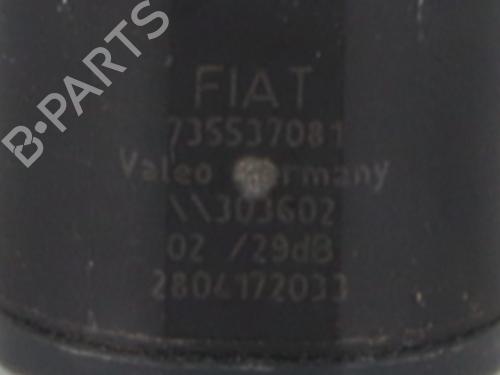 B-PARTS
FIAT
735537081
Valeo Germany
\\303602
02 /29dB
2804172033